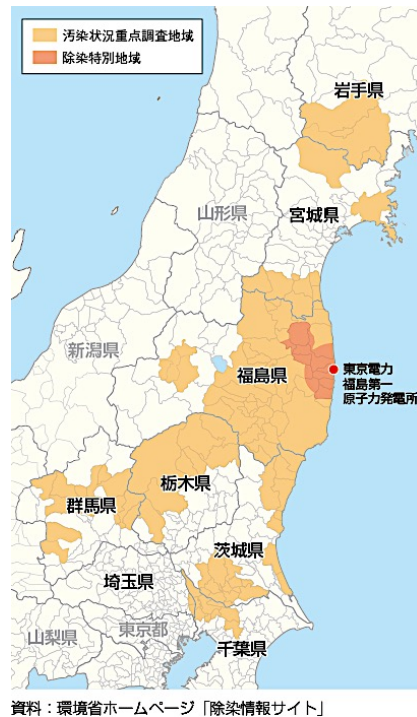 汚染状況重点調査地域
除染特別地域
岩手県
山形県
宮城県
新潟県
福島県
東京電力
福島第一
原子力発電所
栃木県
群馬県
茨城県
埼玉県
東京都
山梨県
千葉県
資料：環境省ホームページ「除染情報サイト」